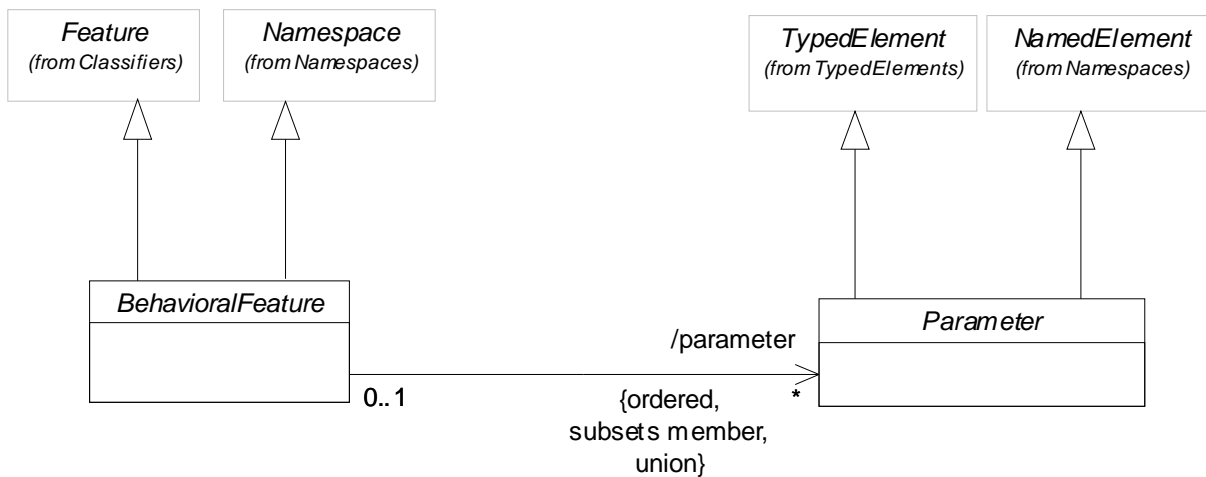 Feature
(from Classifiers)
Namespace
(from Namespaces)
TypedElement
(from TypedElements)
NamedElement
(from Namespaces)
BehavioralFeature
Parameter
/parameter
0..1
*
{ordered,
subsets member,
union}